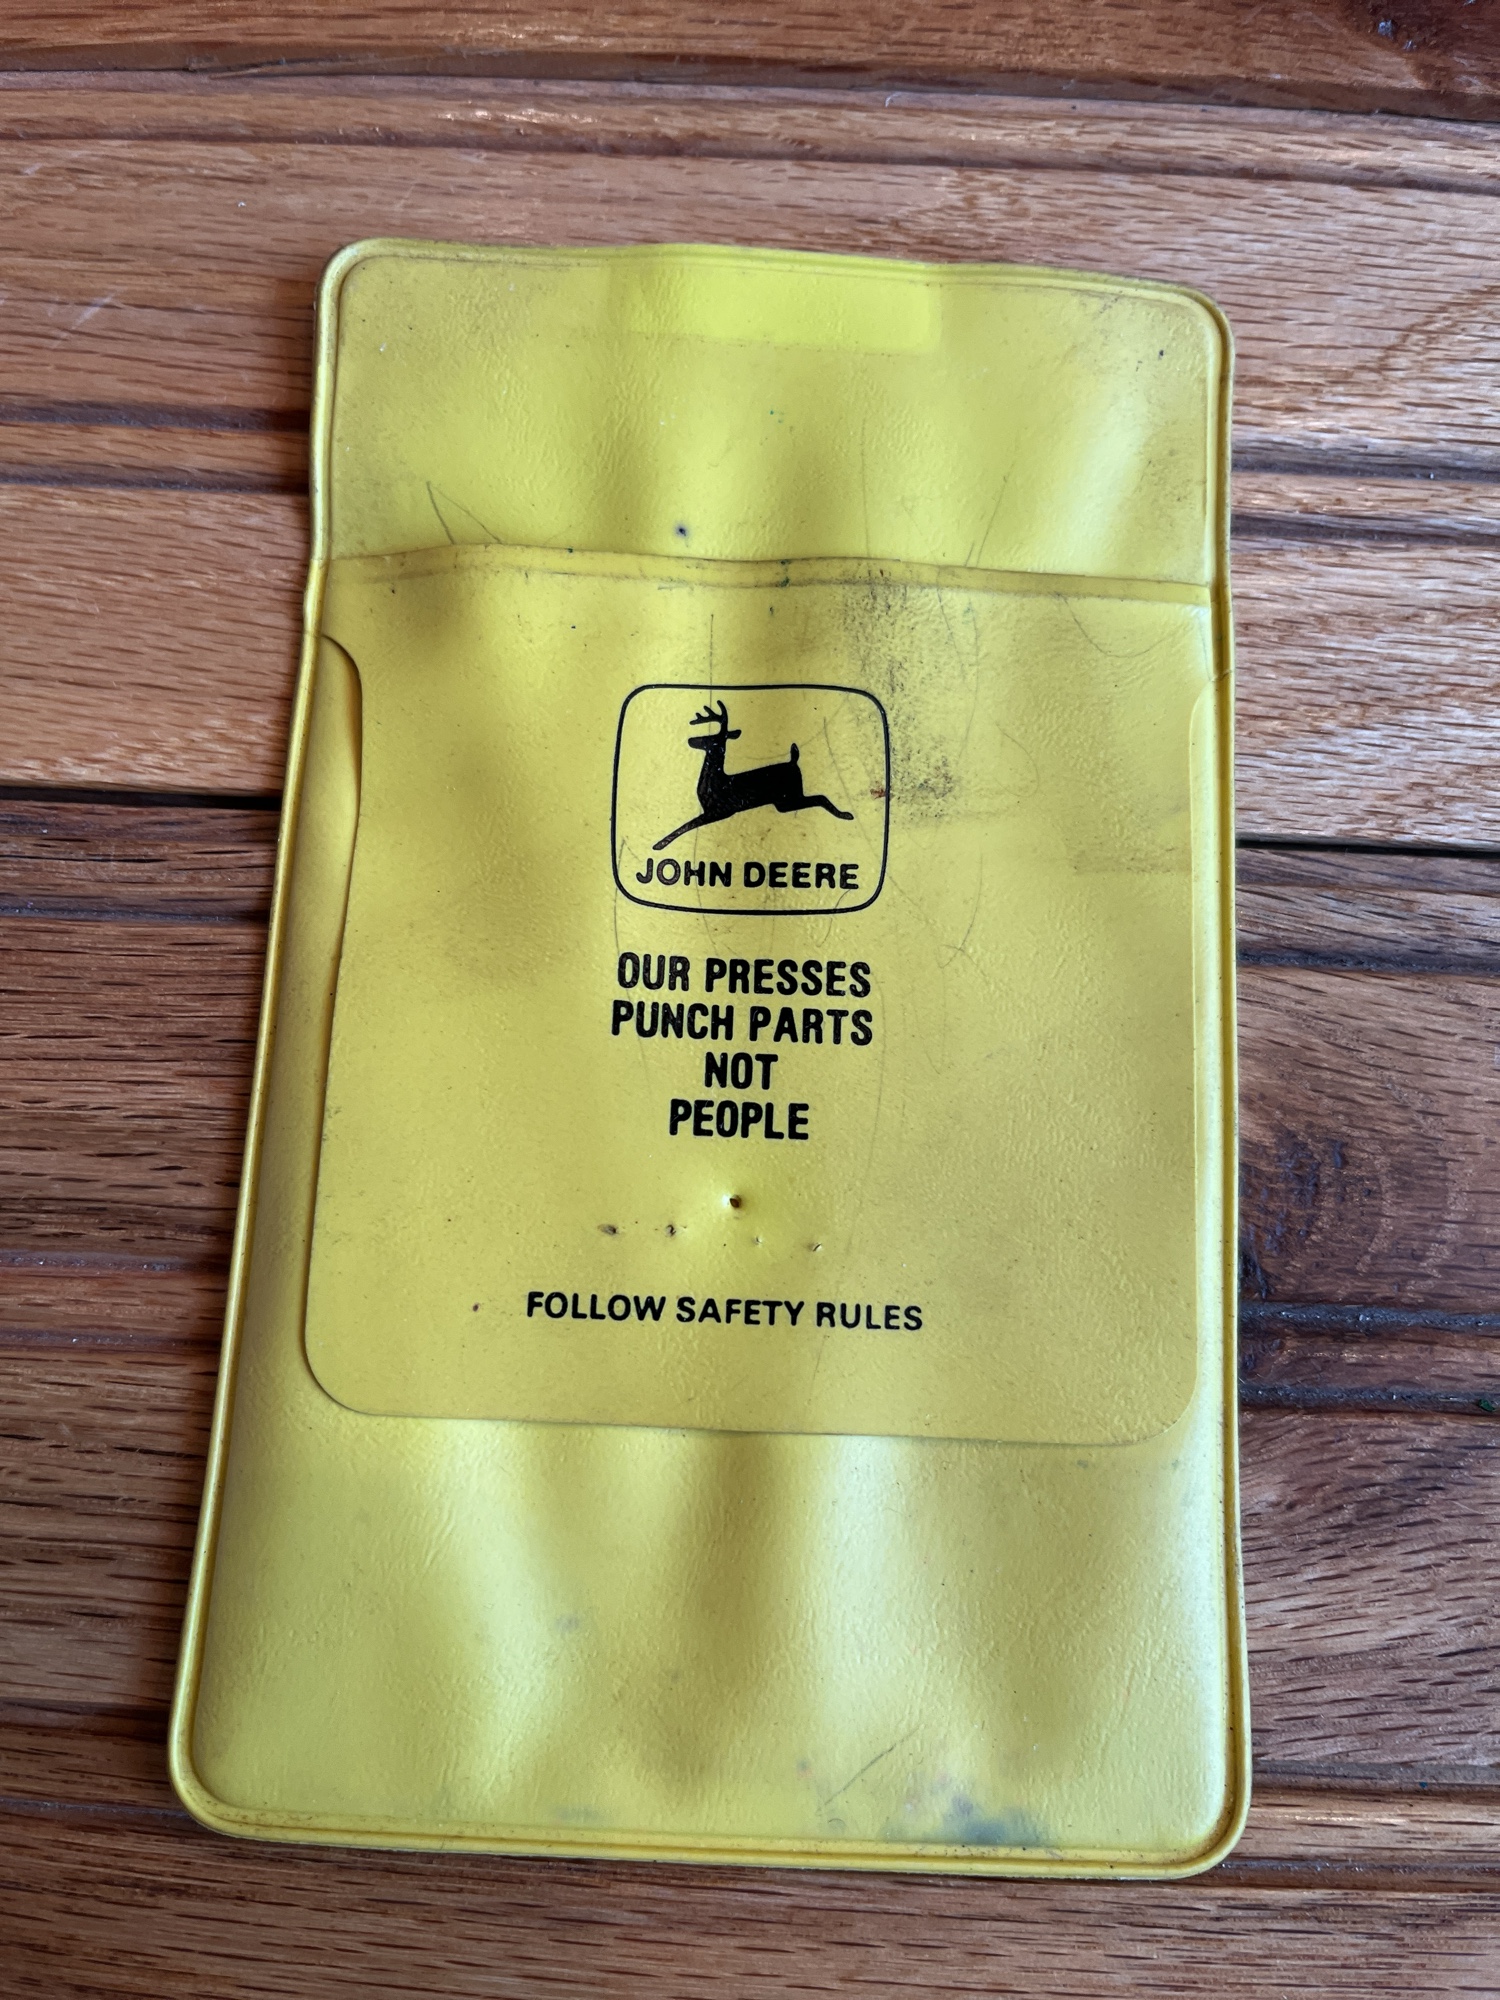 JOHN DEERE
OUR PRESSES
PUNCH PARTS
NOT
PEOPLE
FOLLOW SAFETY RULES